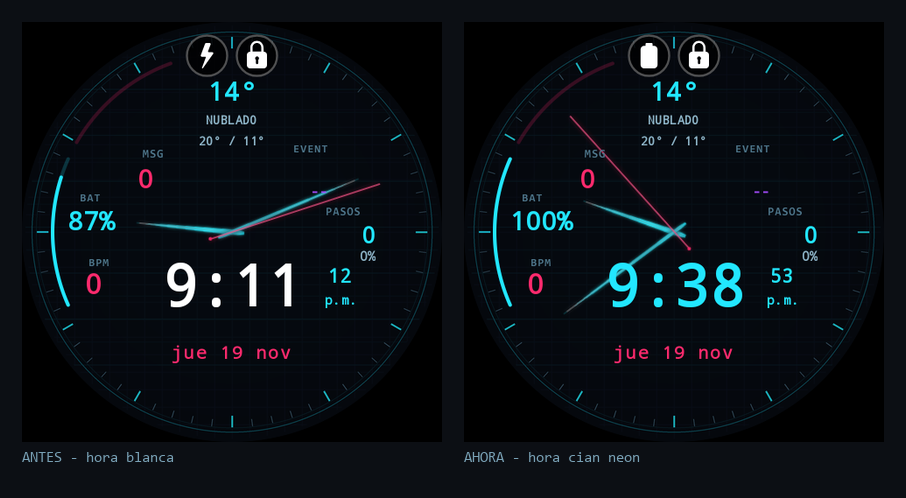 14°
NUBLADO
20° / 11°
EVENT
MSG
0
--
BAT
PASOS
87%
0
0%
BPM
0
9:11
12
p.m.
jue 19 nov
ANTES - hora blanca
14°
NUBLADO
20° / 11°
EVENT
MSG
0
--
BAT
PASOS
100%
0
0%
BPM
0
9:38
53
p.m.
jue 19 nov
AHORA - hora cian neon